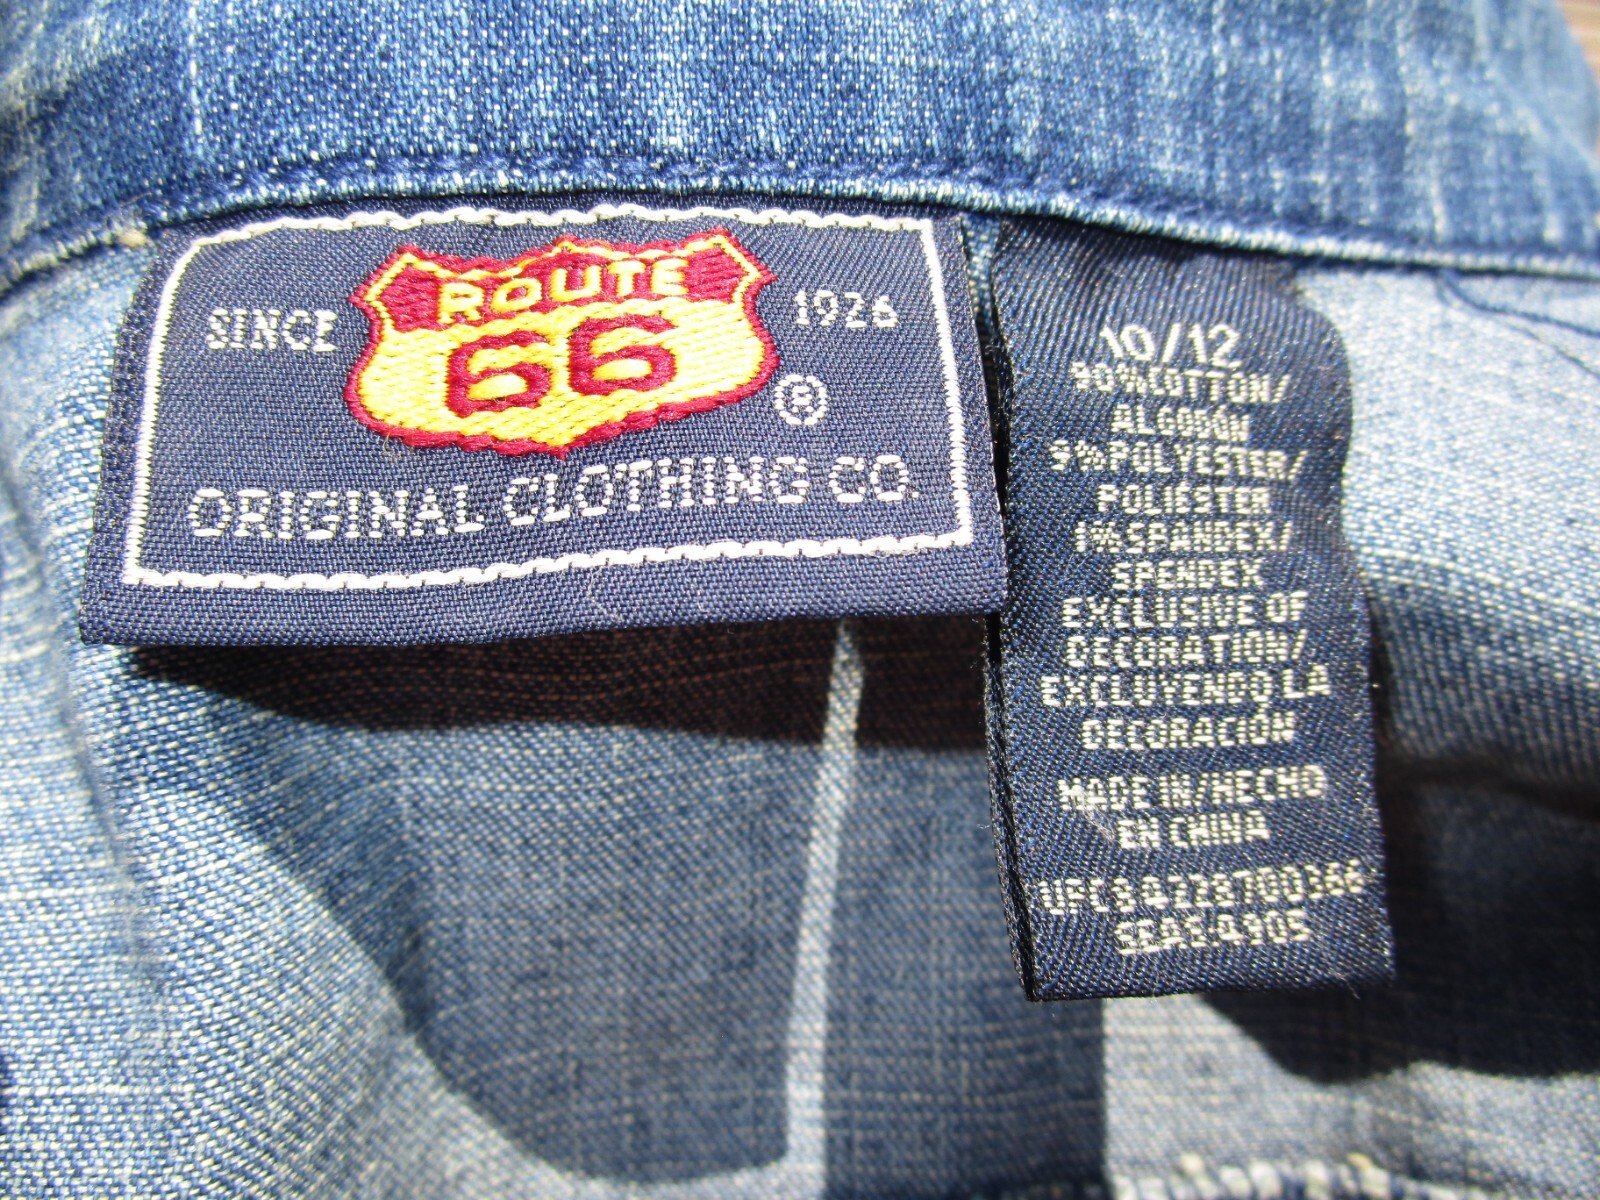 SINCE ROUTE 66 1926
®
ORIGINAL CLOTHING CO.
10/12
90% COTTON/
ALGODÓN
9% POLYESTER/
POLIESTER
1% SPANDEX/
SPENDEX
EXCLUSIVE OF
DECORATION/
EXCLUYENDO LA
DECORACIÓN
MADE IN/HECHO
EN CHINA
UPC